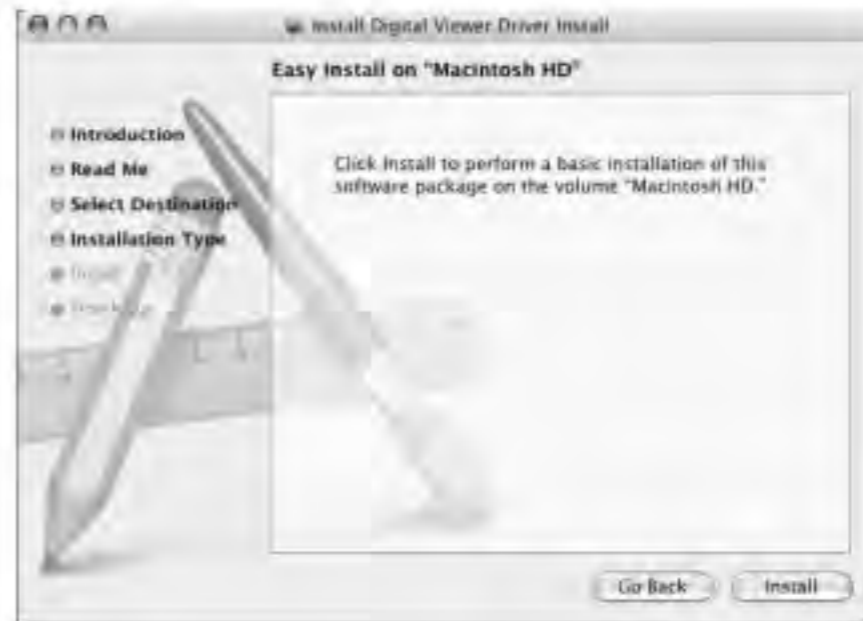 Install Digital Viewer Driver Install
Easy Install on "Macintosh HD"
Introduction
Read Me
Select Destination
Installation Type
Click Install to perform a basic installation of this
software package on the volume "Macintosh HD."
Go Back
Install